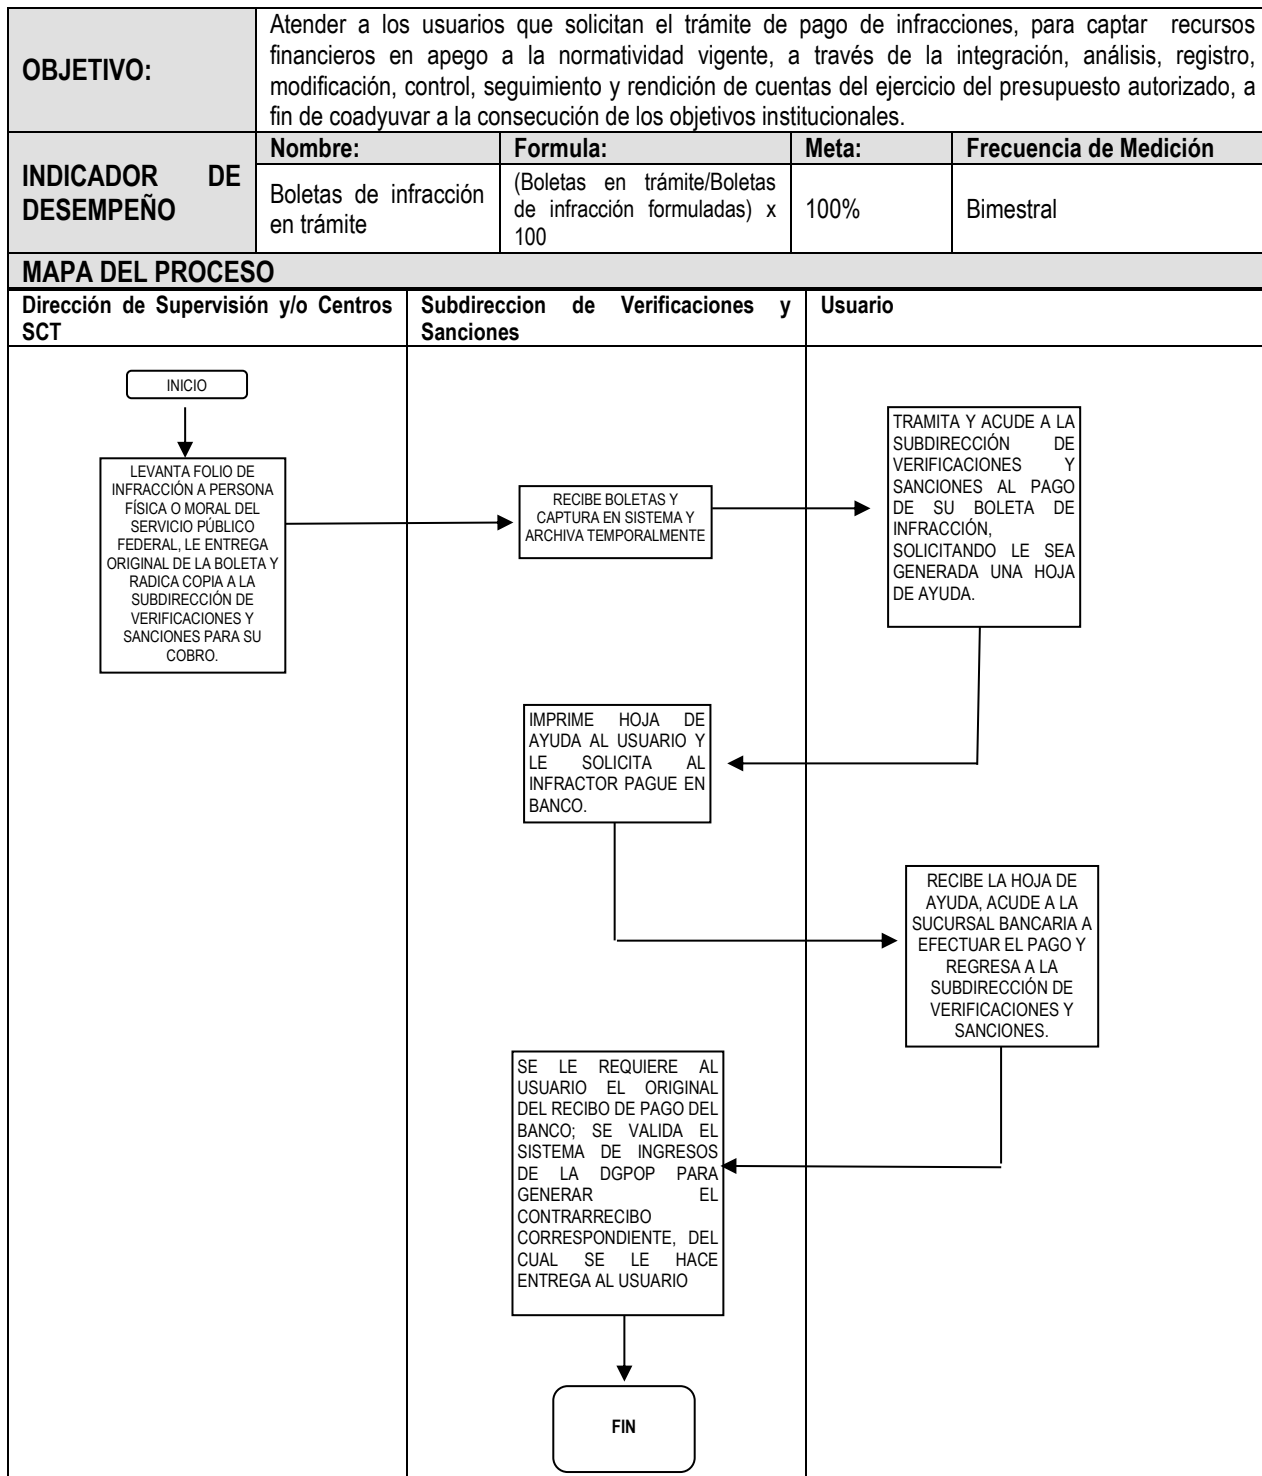 OBJETIVO:
Atender a los usuarios que solicitan el trámite de pago de infracciones, para captar recursos
financieros en apego a la normatividad vigente, a través de la integración, análisis, registro,
modificación, control, seguimiento y rendición de cuentas del ejercicio del presupuesto autorizado, a
fin de coadyuvar a la consecución de los objetivos institucionales.
INDICADOR DE
DESEMPEÑO
Nombre:
Formula:
Meta:
Frecuencia de Medición
Boletas de infracción
en trámite
(Boletas en trámite/Boletas
de infracción formuladas) x
100
100%
Bimestral
MAPA DEL PROCESO
Dirección de Supervisión y/o Centros
SCT
Subdireccion de Verificaciones y
Sanciones
Usuario
INICIO
LEVANTA FOLIO DE
INFRACCIÓN A PERSONA
FÍSICA O MORAL DEL
SERVICIO PÚBLICO
FEDERAL, LE ENTREGA
ORIGINAL DE LA BOLETA Y
RADICA COPIA A LA
SUBDIRECCIÓN DE
VERIFICACIONES Y
SANCIONES PARA SU
COBRO.
RECIBE BOLETAS Y
CAPTURA EN SISTEMA Y
ARCHIVA TEMPORALMENTE
TRAMITA Y ACUDE A LA
SUBDIRECCIÓN DE
VERIFICACIONES Y
SANCIONES AL PAGO
DE SU BOLETA DE
INFRACCIÓN,
SOLICITANDO LE SEA
GENERADA UNA HOJA
DE AYUDA.
IMPRIME HOJA DE
AYUDA AL USUARIO Y
LE SOLICITA AL
INFRACTOR PAGUE EN
BANCO.
RECIBE LA HOJA DE
AYUDA, ACUDE A LA
SUCURSAL BANCARIA A
EFECTUAR EL PAGO Y
REGRESA A LA
SUBDIRECCIÓN DE
VERIFICACIONES Y
SANCIONES.
SE LE REQUIERE AL
USUARIO EL ORIGINAL
DEL RECIBO DE PAGO DEL
BANCO; SE VALIDA EL
SISTEMA DE INGRESOS
DE LA DGPOP PARA
GENERAR EL
CONTRARRECIBO
CORRESPONDIENTE, DEL
CUAL SE LE HACE
ENTREGA AL USUARIO
FIN